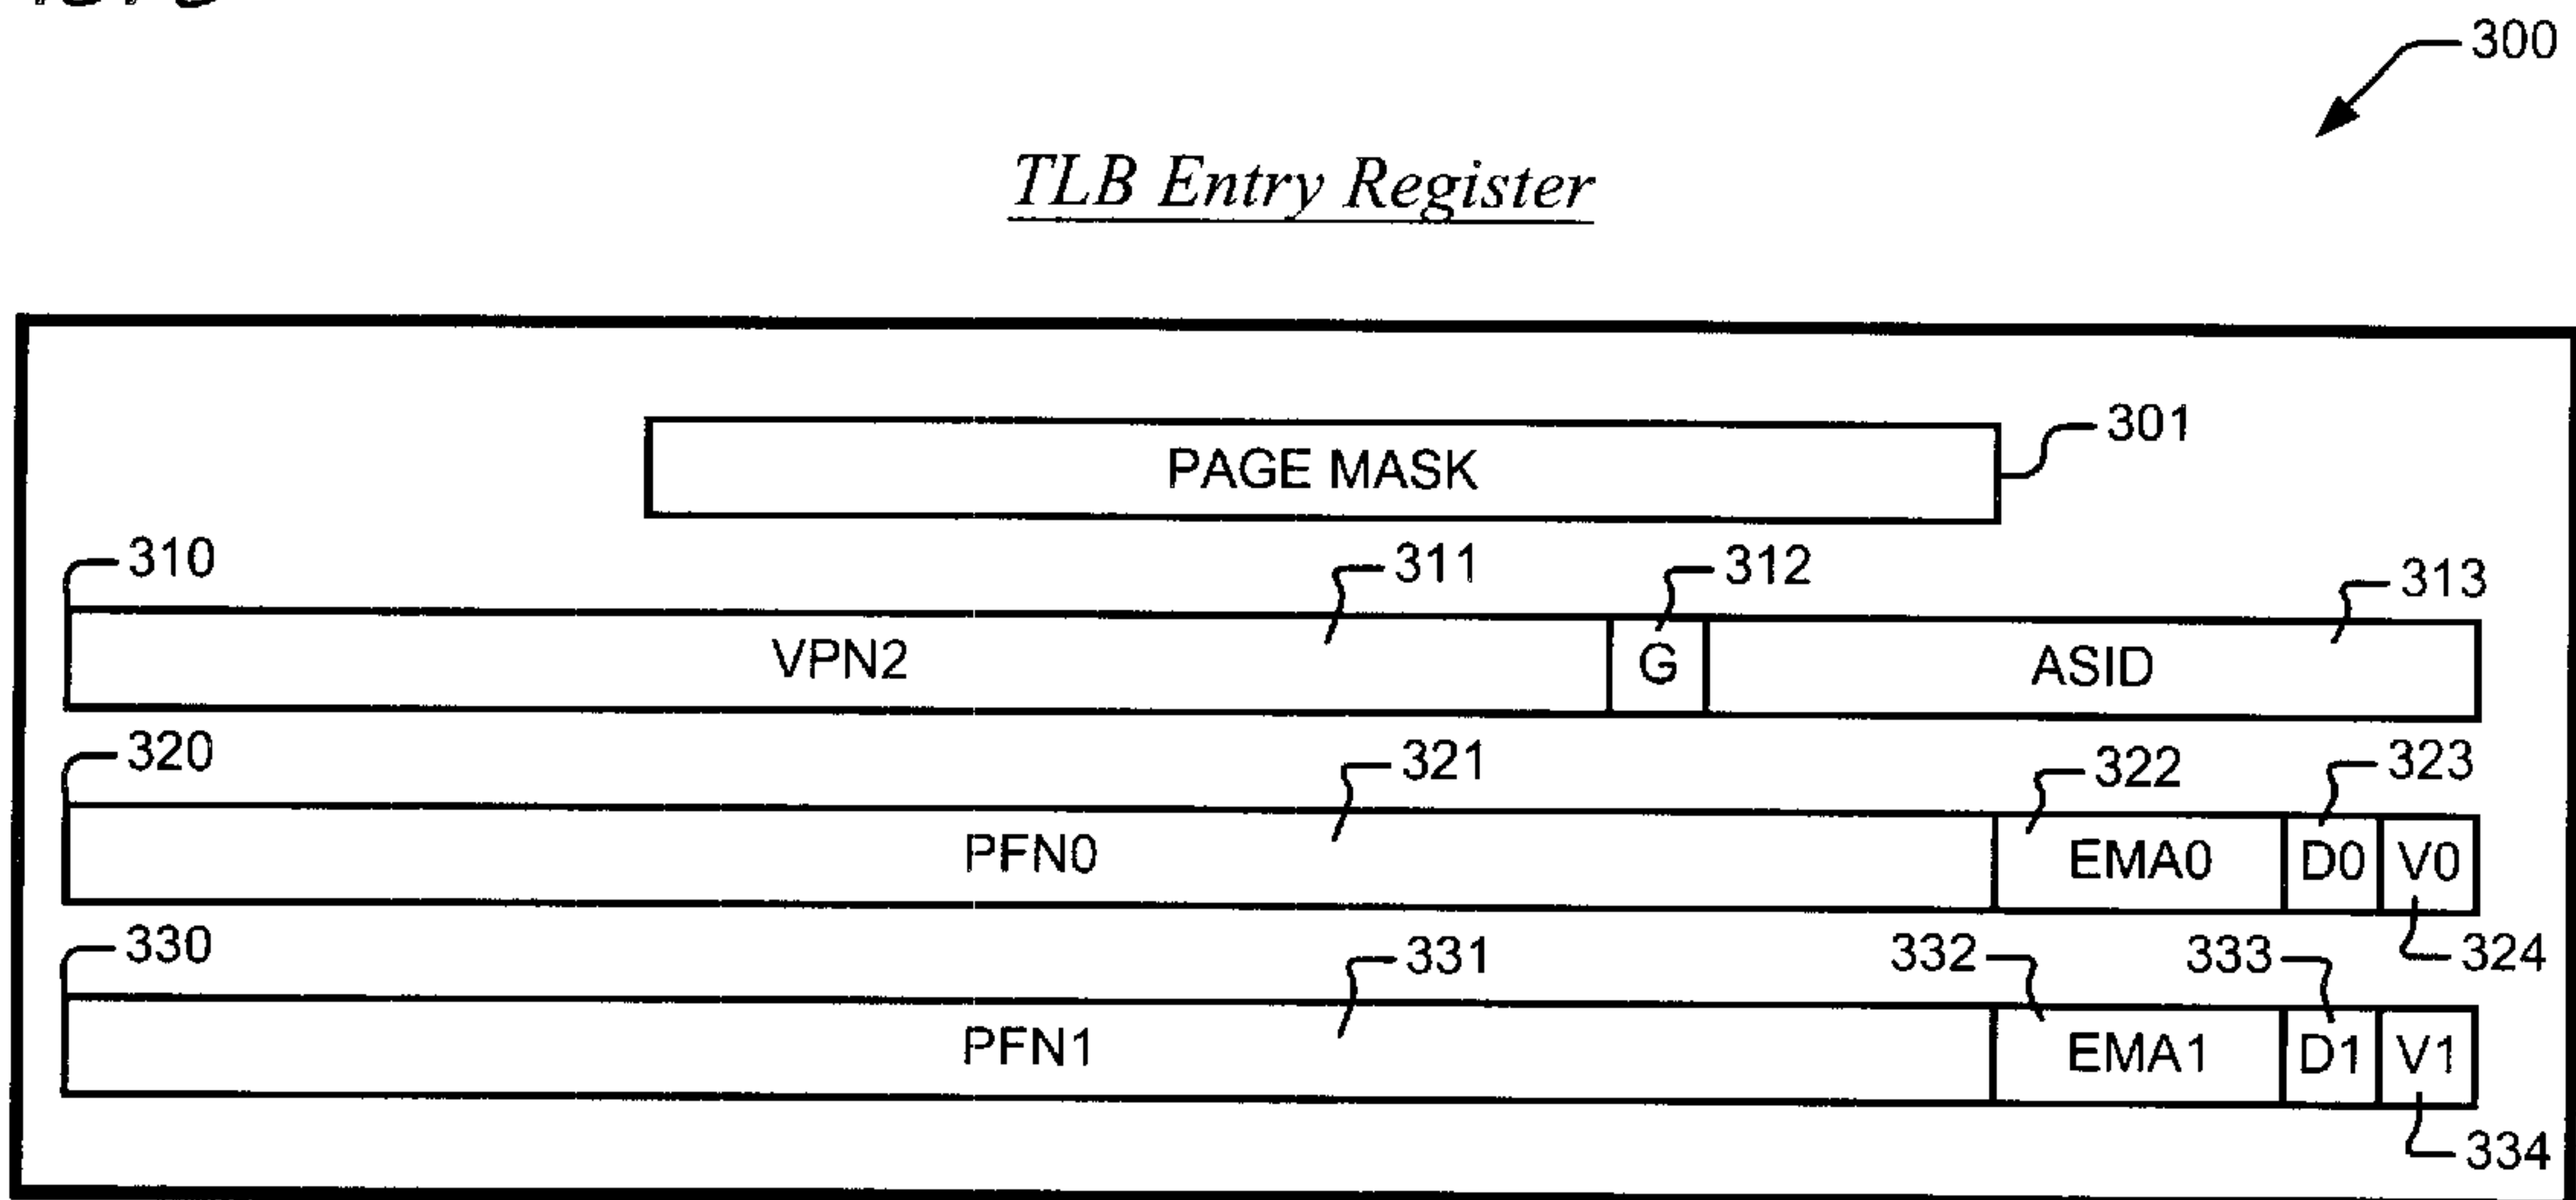 300
TLB Entry Register
PAGE MASK 301
310 311 312 313
VPN2 G ASID
320 321 322 323
PFN0 EMA0 D0 V0
330 331 332 333 324
PFN1 EMA1 D1 V1
334